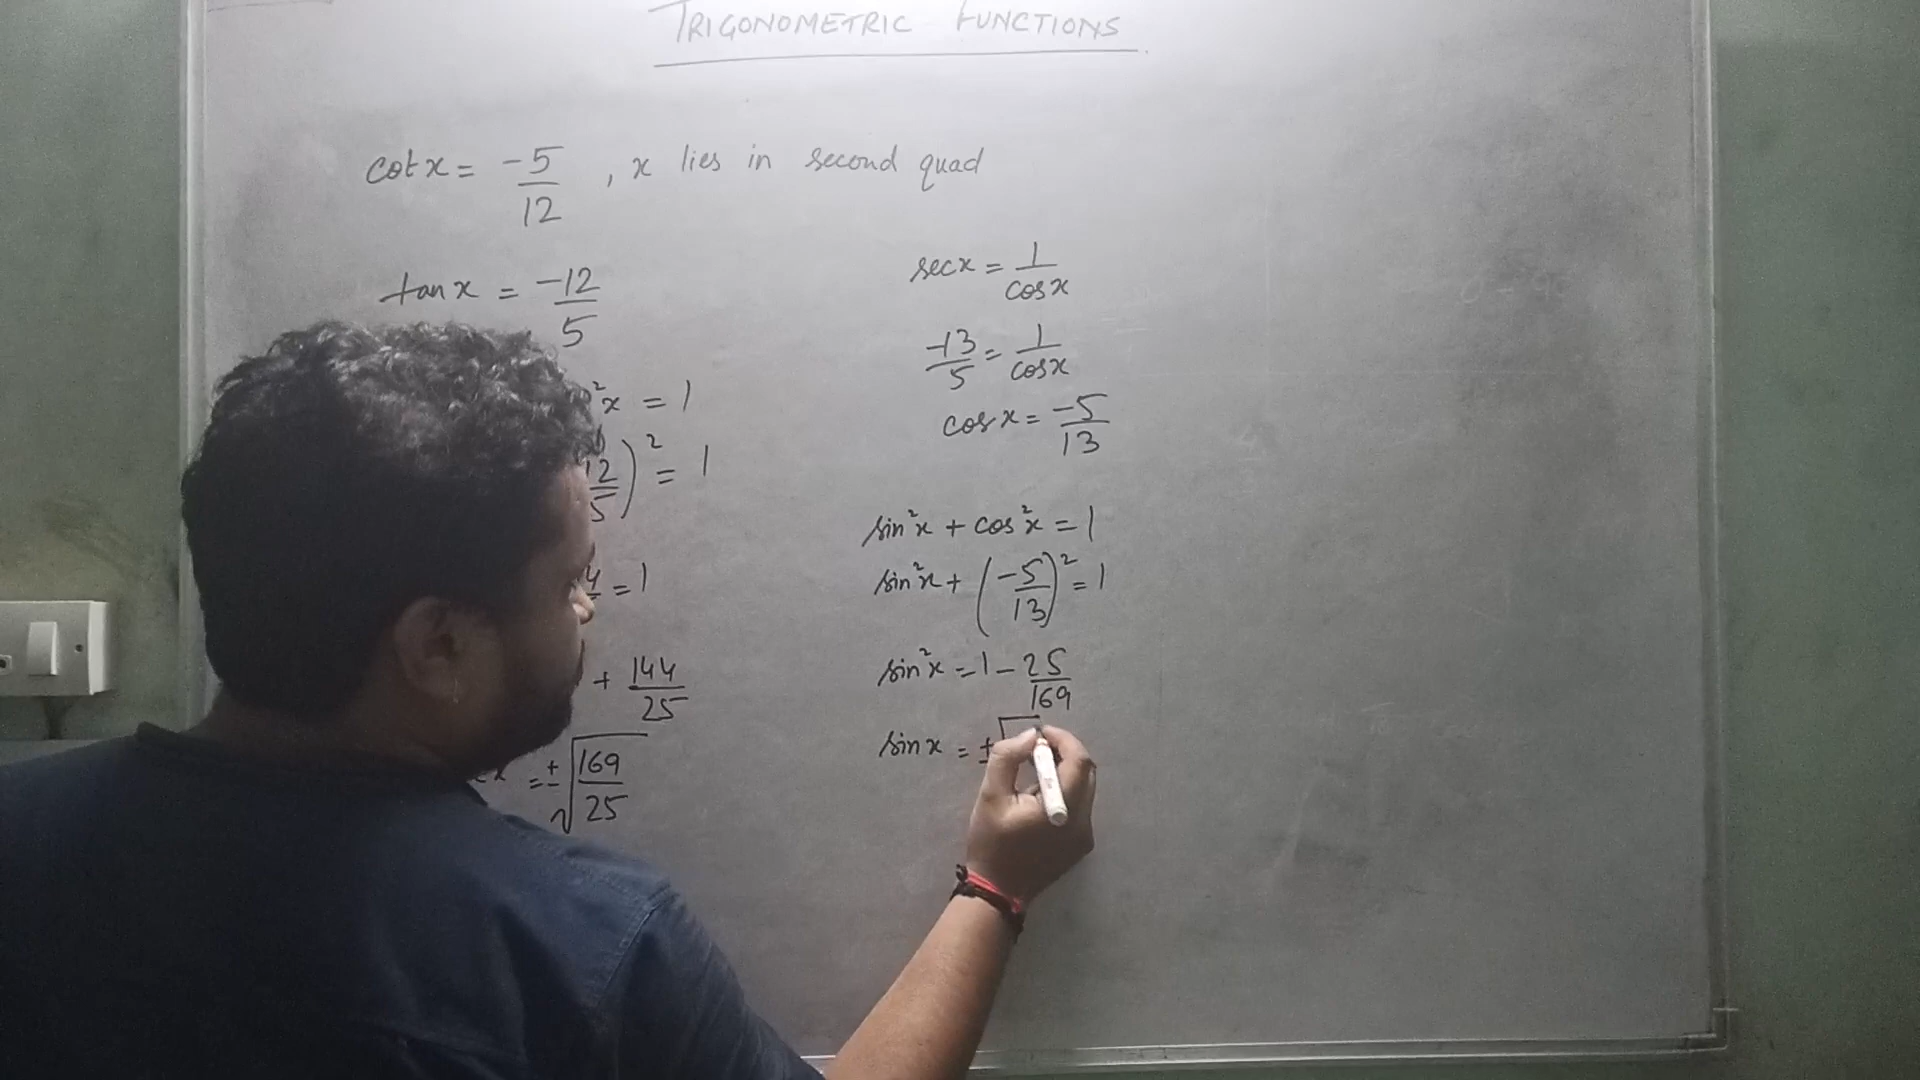 TRIGONOMETRIC FUNCTIONS
cot x = -5/12 , x lies in second quad
tan x = -12/5
²x = 1
12/5)² = 1
4 = 1
+ 144/25
x = ± √169/25
sec x = 1/cos x
-13/5 = 1/cos x
cos x = -5/13
sin²x + cos²x = 1
sin²x + (-5/13)² = 1
sin²x = 1 - 25/169
sin x = ± √